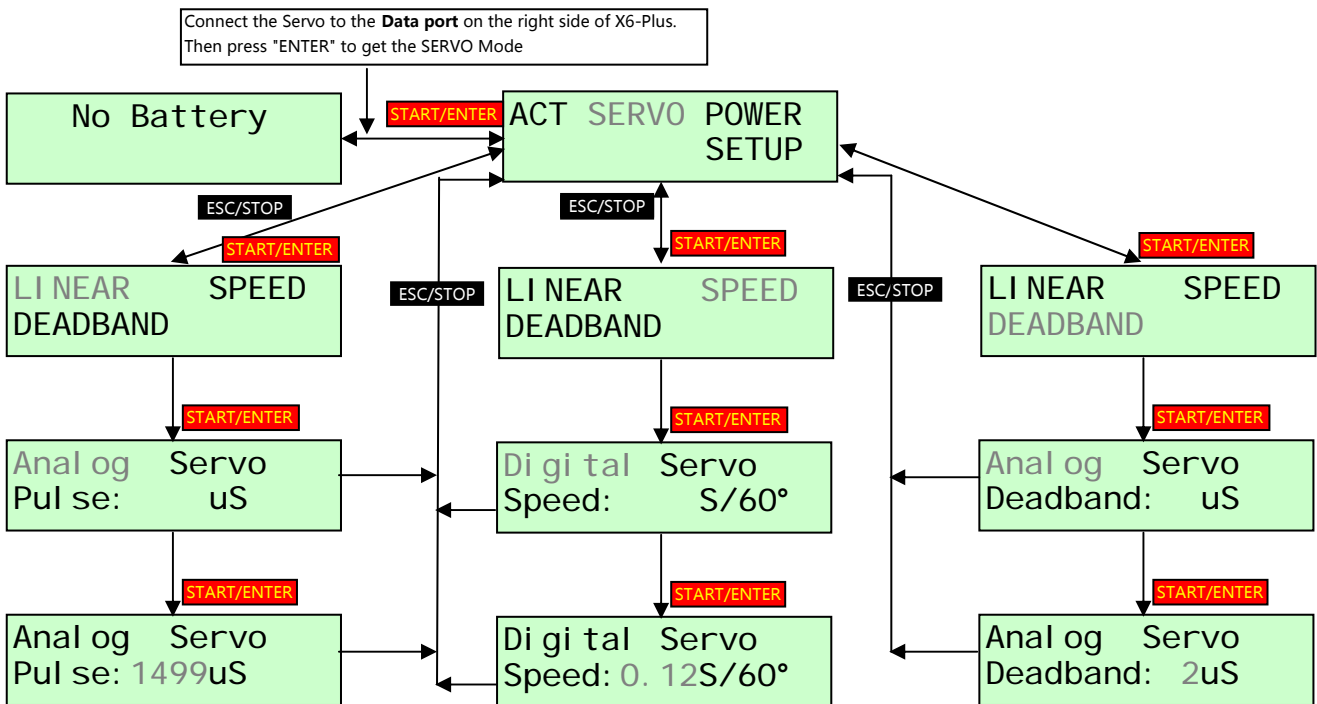 Connect the Servo to the Data port on the right side of X6-Plus.
Then press "ENTER" to get the SERVO Mode
No Battery
START/ENTER
ACT SERVO POWER
SETUP
ESC/STOP
START/ENTER
ESC/STOP
START/ENTER
START/ENTER
LINEAR SPEED
DEADBAND
ESC/STOP
LINEAR SPEED
DEADBAND
ESC/STOP
LINEAR SPEED
DEADBAND
START/ENTER
START/ENTER
START/ENTER
Analog Servo
Pulse: uS
Digital Servo
Speed: S/60°
Analog Servo
Deadband: uS
START/ENTER
START/ENTER
START/ENTER
Analog Servo
Pulse: 1499uS
Digital Servo
Speed: 0.12S/60°
Analog Servo
Deadband: 2uS